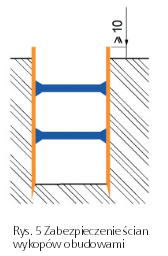 ≥ 10
Rys. 5 Zabezpieczenie ścian
wykopów obudowami